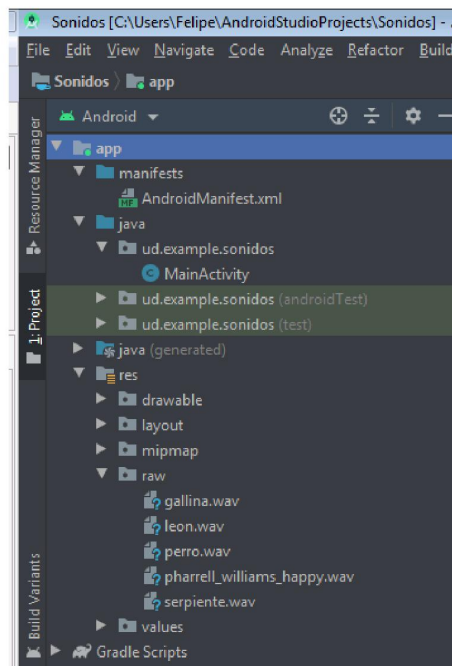 Sonidos [C:\Users\Felipe\AndroidStudioProjects\Sonidos] -
File Edit View Navigate Code Analyze Refactor Build
Sonidos app
Android
app
manifests
AndroidManifest.xml
java
ud.example.sonidos
MainActivity
ud.example.sonidos (androidTest)
ud.example.sonidos (test)
java (generated)
res
drawable
layout
mipmap
raw
gallina.wav
leon.wav
perro.wav
pharrell_williams_happy.wav
serpiente.wav
values
Gradle Scripts
Resource Manager
1: Project
Build Variants